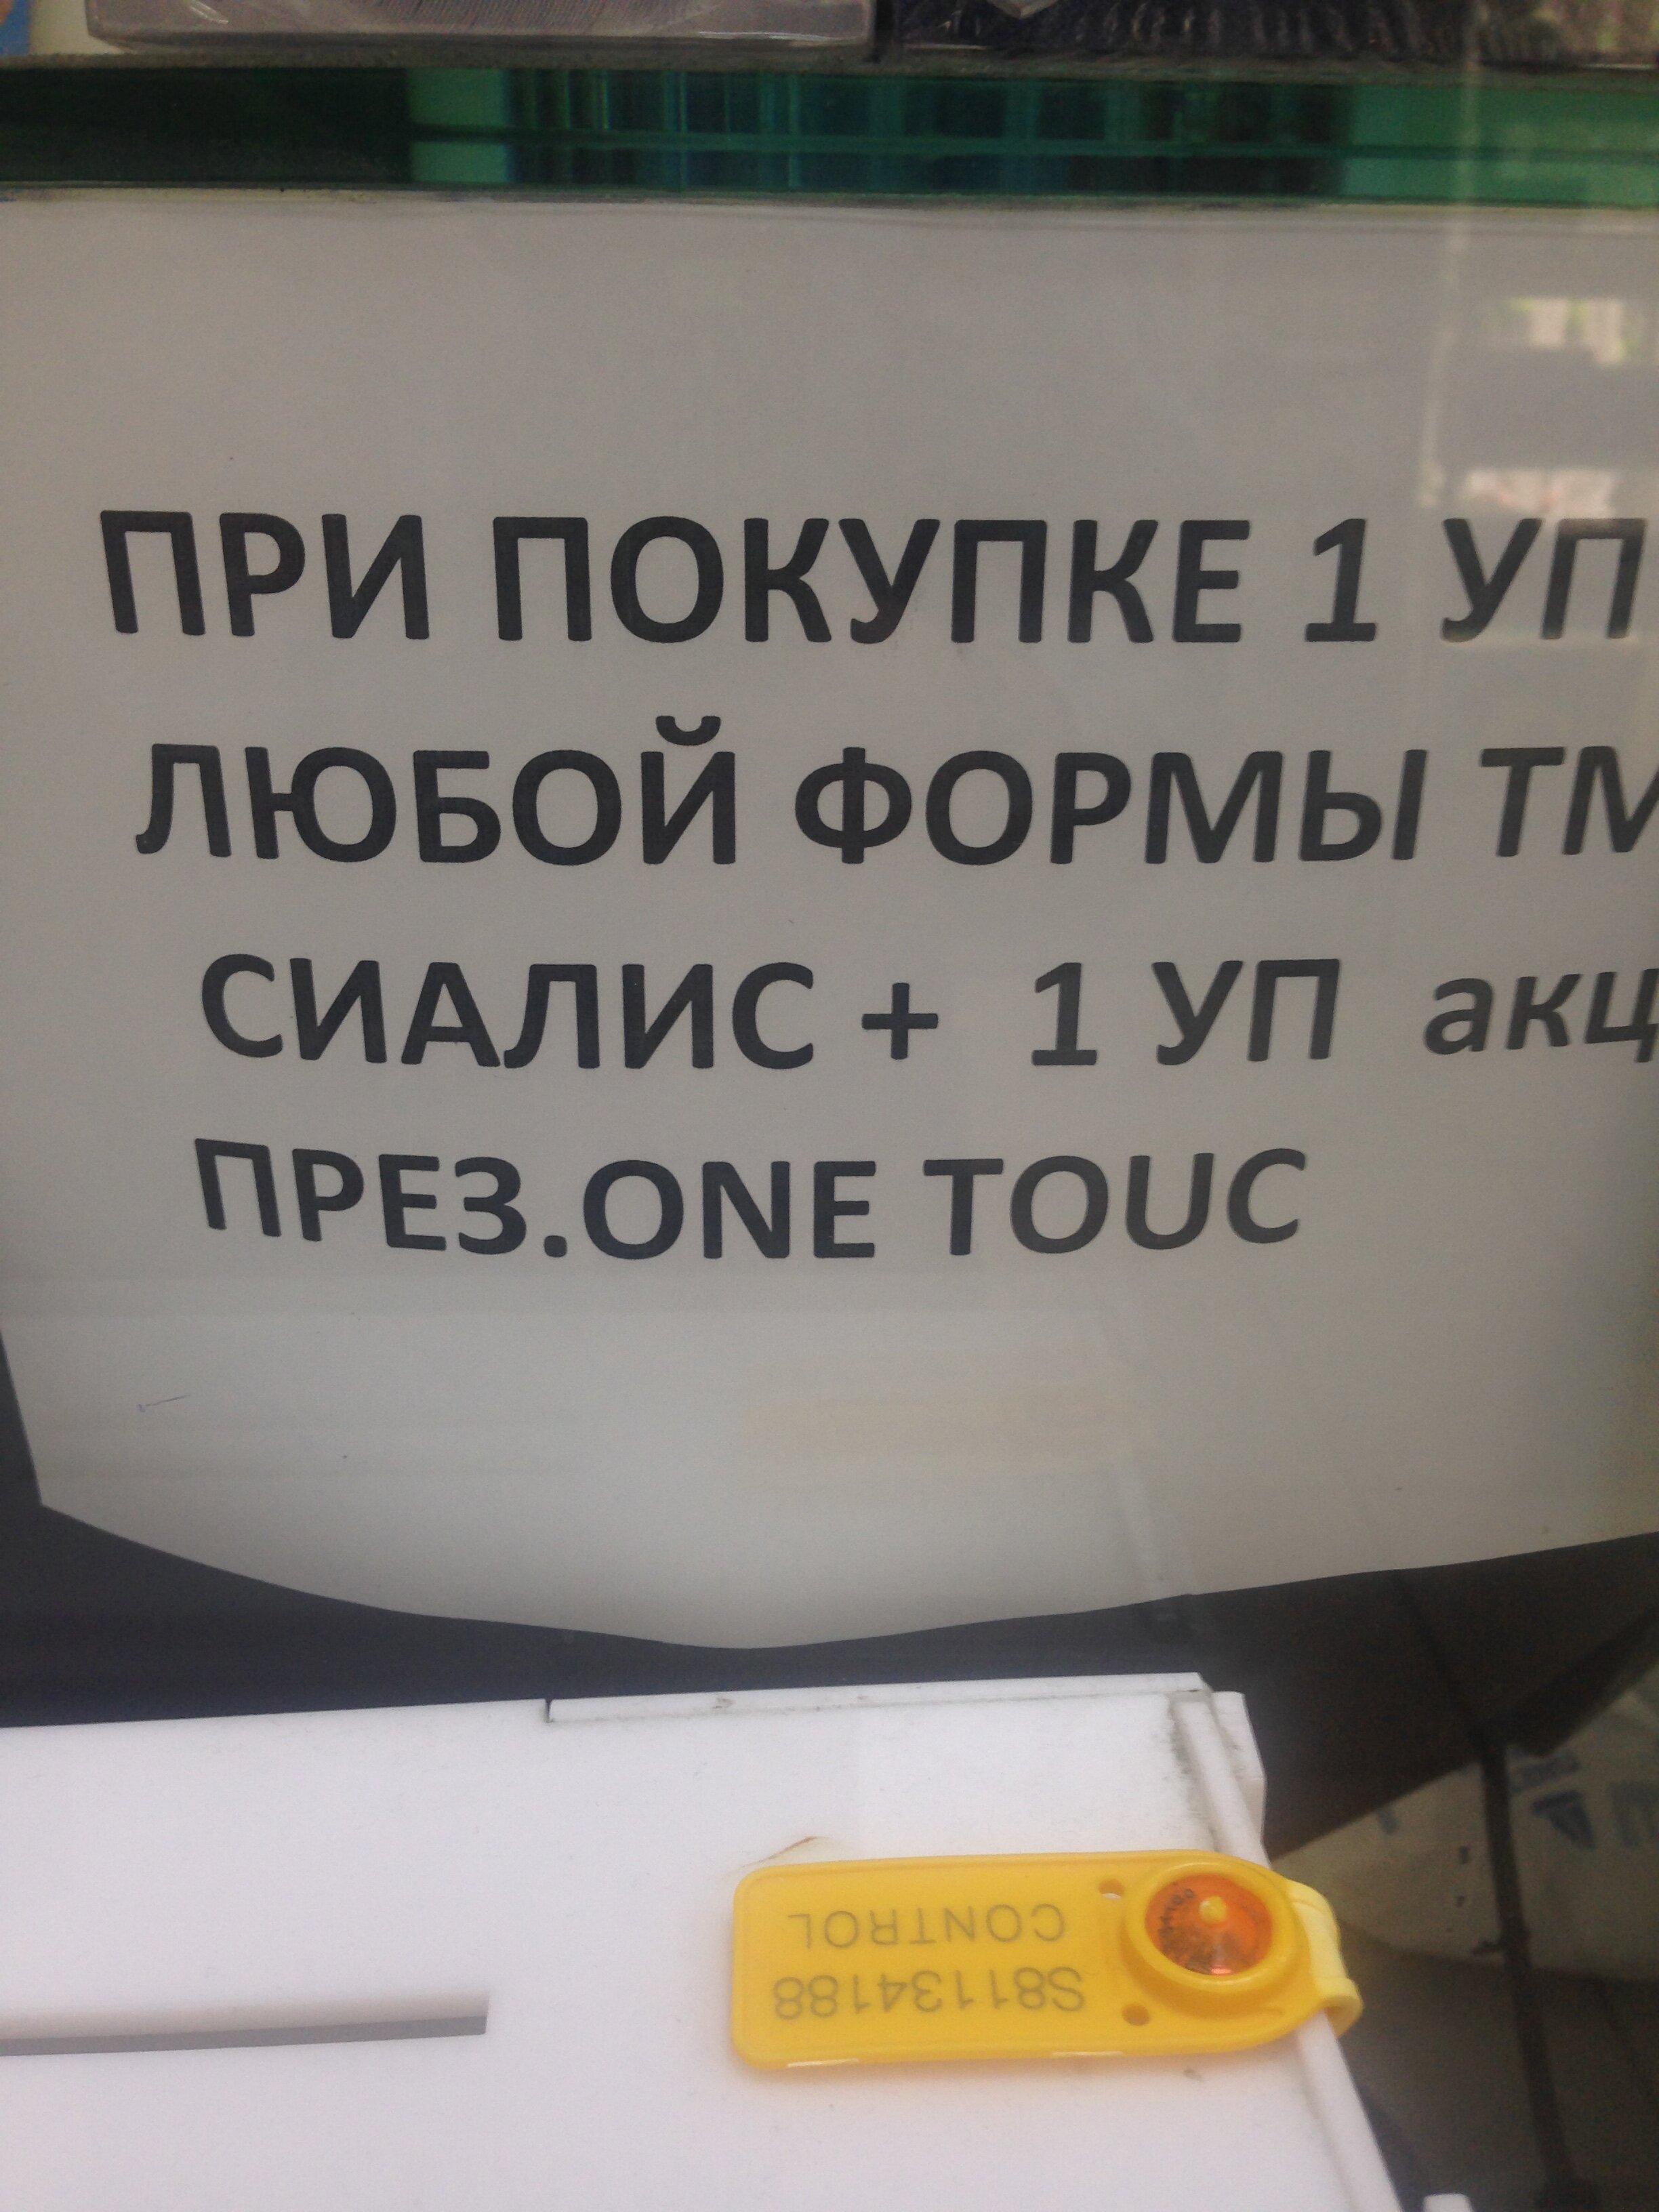 ПРИ ПОКУПКЕ 1 УП
ЛЮБОЙ ФОРМЫ ТМ
СИАЛИС + 1 УП акц
ПРЕЗ.ONE TOUC
S81134188
CONTROL